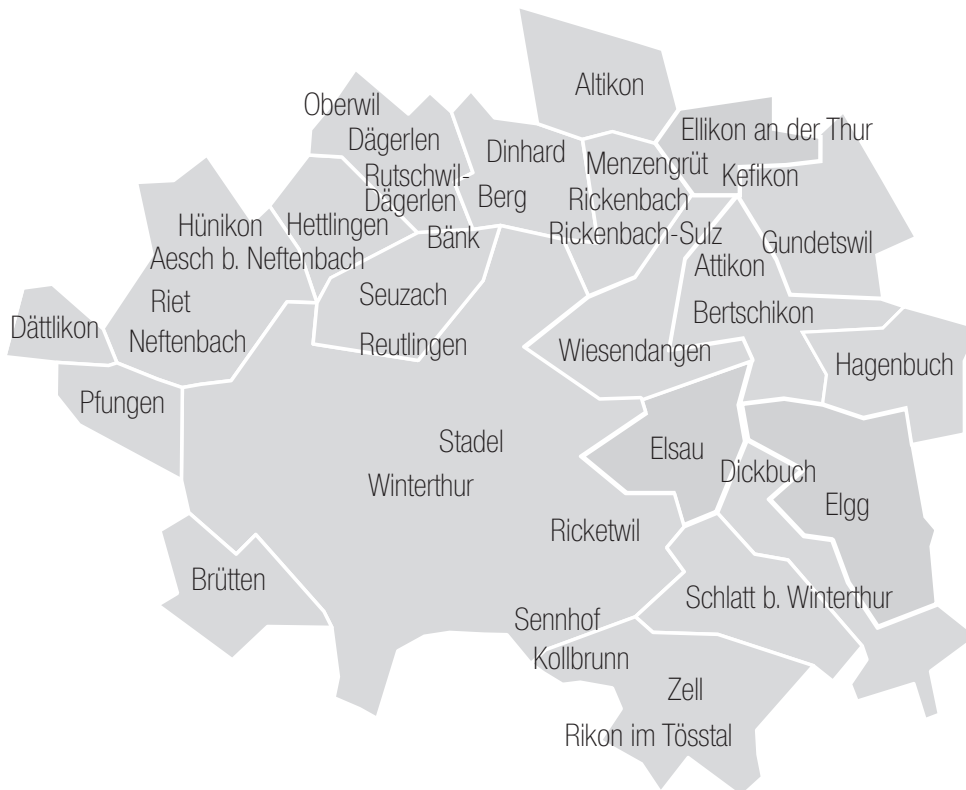 Altikon
Oberwil
Ellikon an der Thur
Dägerlen
Dinhard
Menzengrüt
Rutschwil-
Dägerlen
Kefikon
Berg
Rickenbach
Hünikon
Hettlingen
Bänk
Rickenbach-Sulz
Gundetswil
Aesch b. Neftenbach
Attikon
Riet
Seuzach
Bertschikon
Dättlikon
Neftenbach
Reutlingen
Wiesendangen
Hagenbuch
Pfungen
Stadel
Elsau
Dickbuch
Winterthur
Elgg
Ricketwil
Brütten
Schlatt b. Winterthur
Sennhof
Kollbrunn
Zell
Rikon im Tösstal